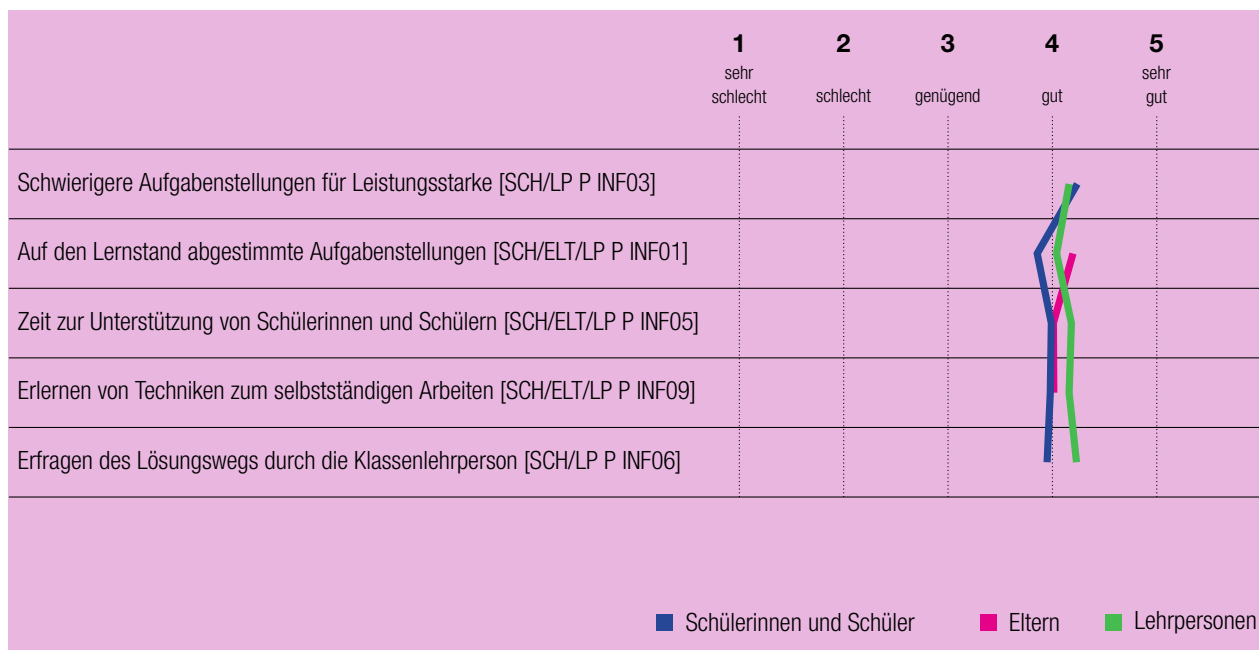 1 2 3 4 5
sehr schlecht schlecht genügend gut sehr gut
Schwierigere Aufgabenstellungen für Leistungsstarke [SCH/LP P INF03]
Auf den Lernstand abgestimmte Aufgabenstellungen [SCH/ELT/LP P INF01]
Zeit zur Unterstützung von Schülerinnen und Schülern [SCH/ELT/LP P INF05]
Erlernen von Techniken zum selbstständigen Arbeiten [SCH/ELT/LP P INF09]
Erfragen des Lösungswegs durch die Klassenlehrperson [SCH/LP P INF06]
Schülerinnen und Schüler Eltern Lehrpersonen